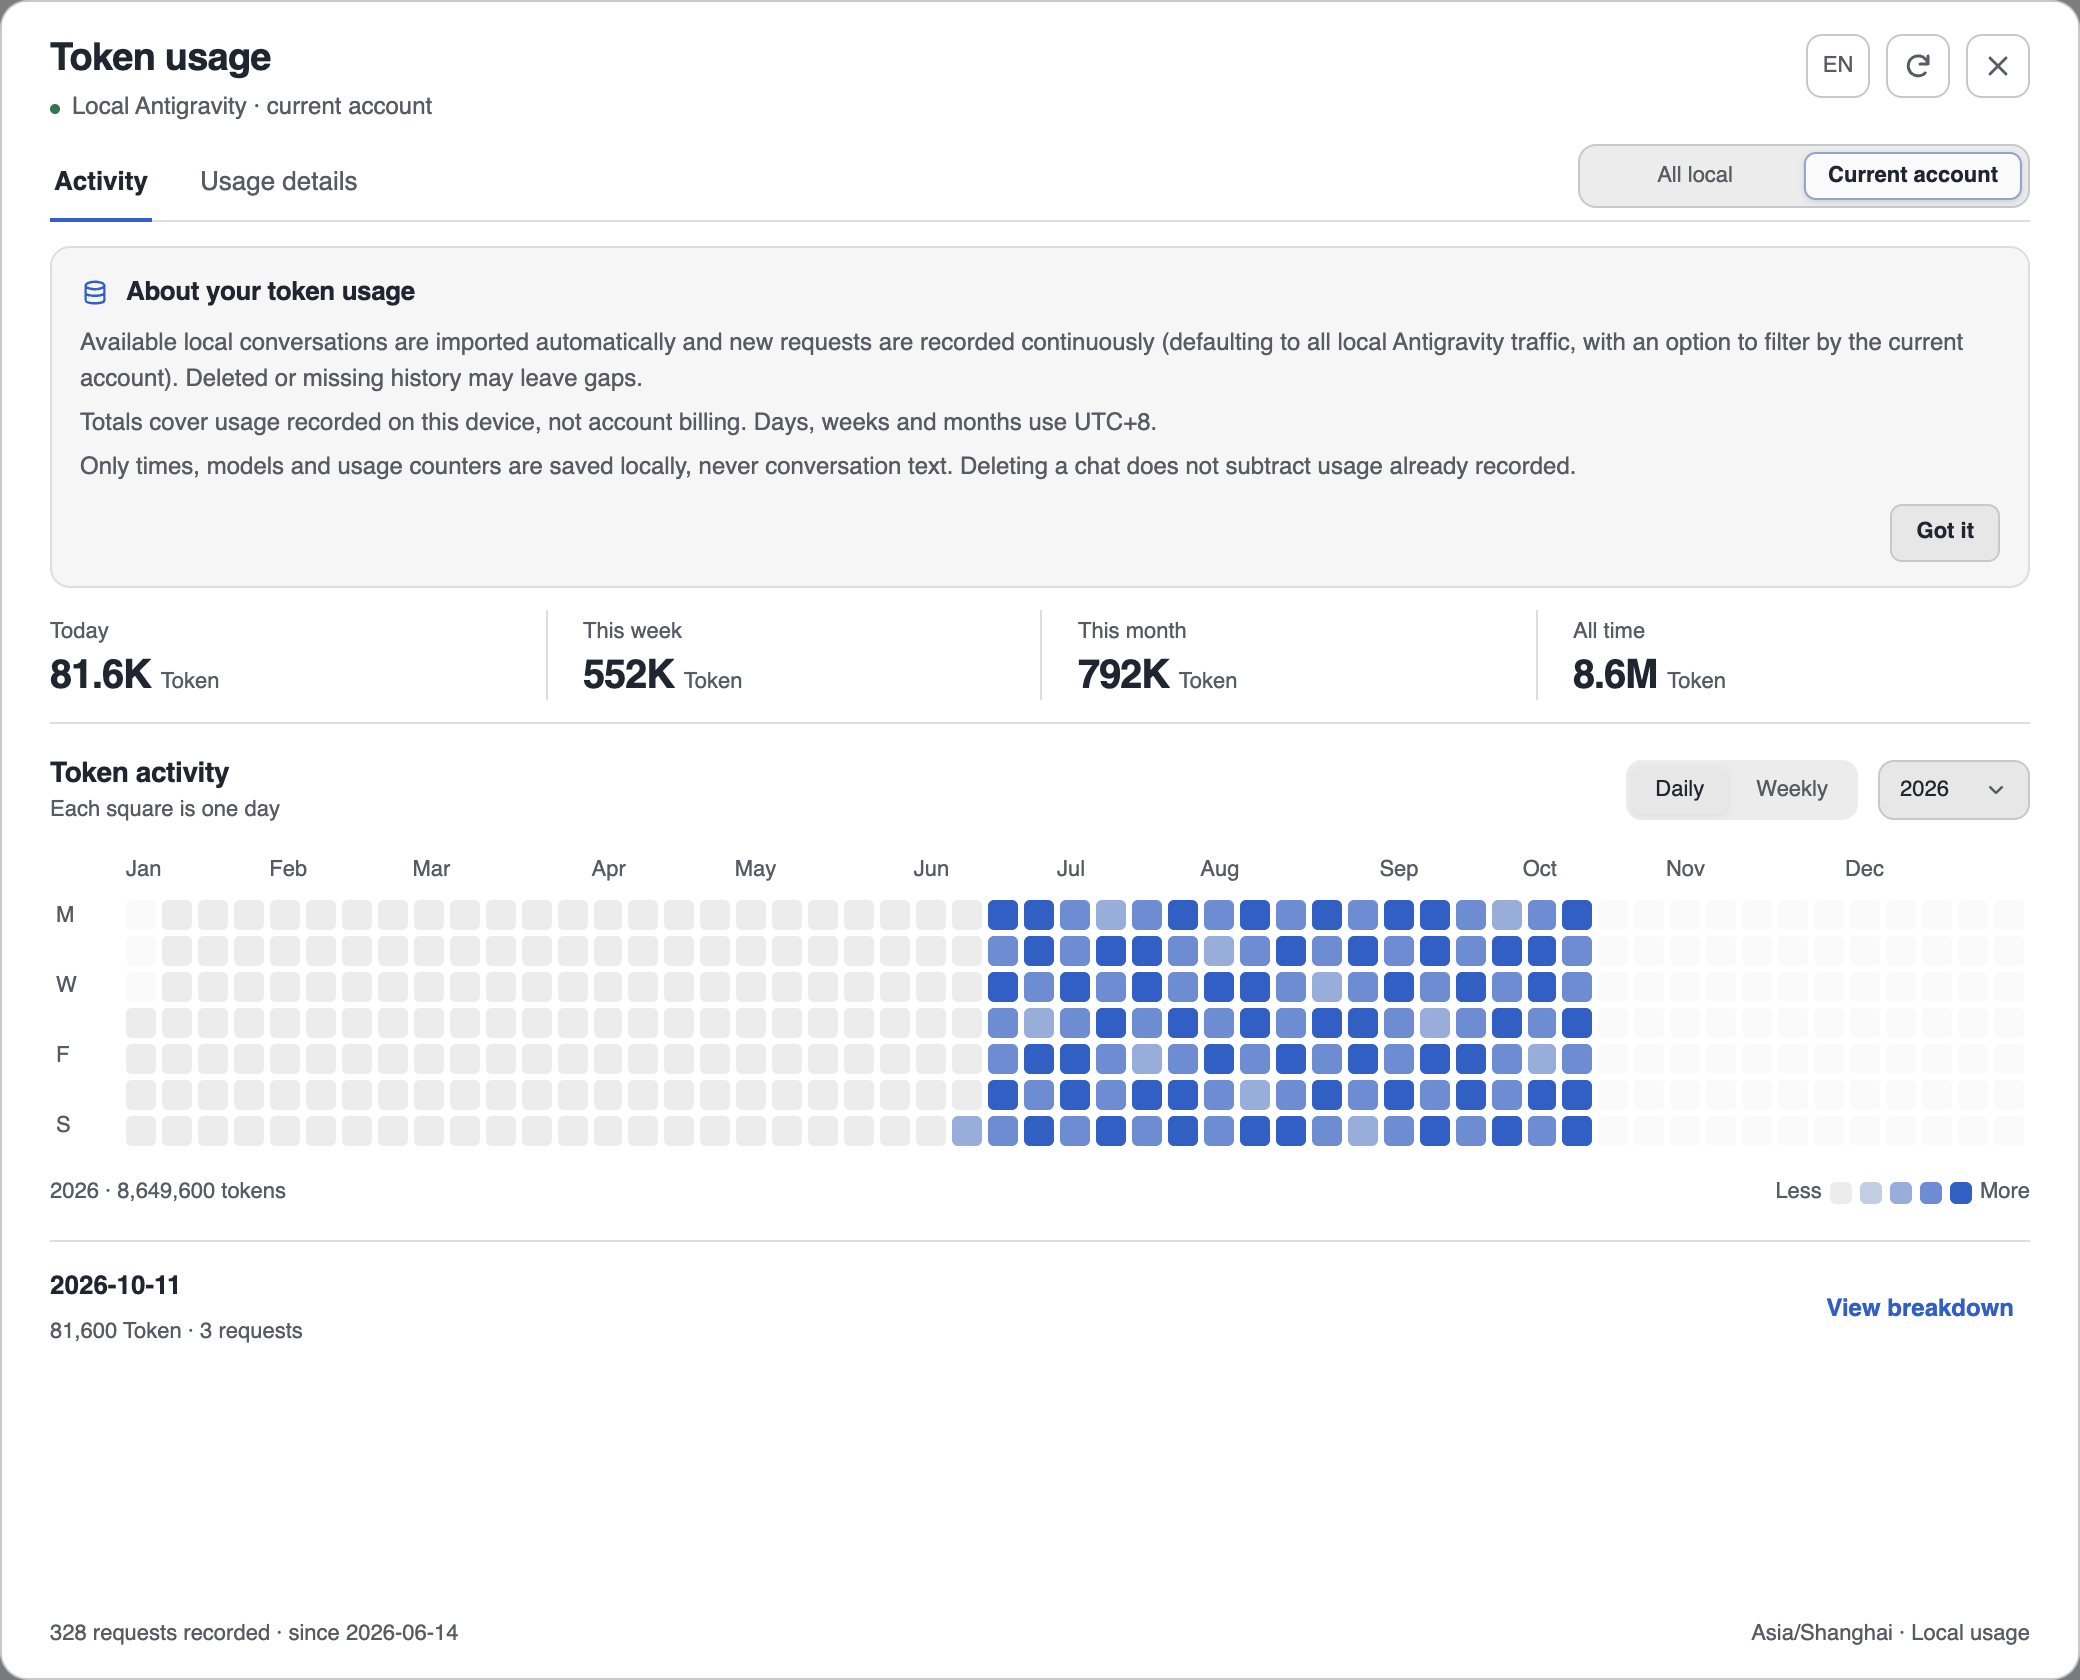 Token usage
EN
Local Antigravity · current account
Activity
Usage details
All local
Current account
About your token usage
Available local conversations are imported automatically and new requests are recorded continuously (defaulting to all local Antigravity traffic, with an option to filter by the current
account). Deleted or missing history may leave gaps.
Totals cover usage recorded on this device, not account billing. Days, weeks and months use UTC+8.
Only times, models and usage counters are saved locally, never conversation text. Deleting a chat does not subtract usage already recorded.
Got it
Today
81.6K Token
This week
552K Token
This month
792K Token
All time
8.6M Token
Token activity
Each square is one day
Daily
Weekly
2026
Jan Feb Mar Apr May Jun Jul Aug Sep Oct Nov Dec
M
W
F
S
2026 · 8,649,600 tokens
Less
More
2026-10-11
81,600 Token · 3 requests
View breakdown
328 requests recorded · since 2026-06-14
Asia/Shanghai · Local usage